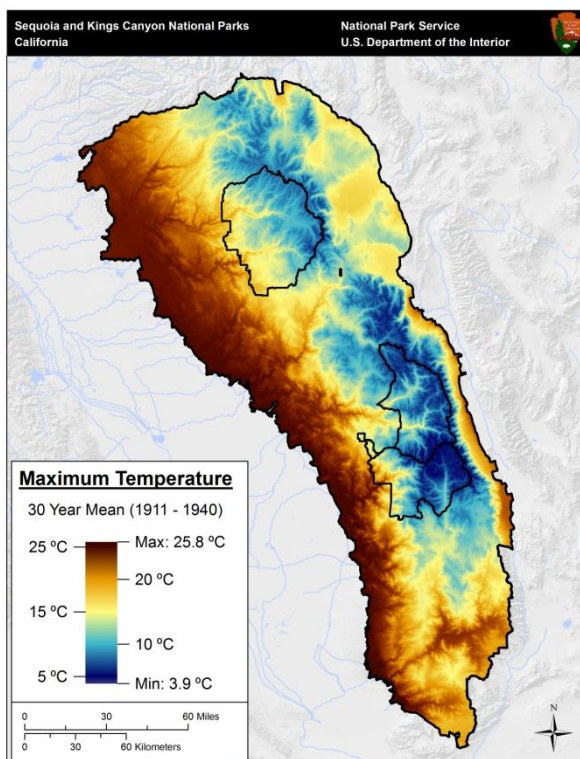 Sequoia and Kings Canyon National Parks
California
National Park Service
U.S. Department of the Interior
Maximum Temperature
30 Year Mean (1911 - 1940)
25 ºC
Max: 25.8 ºC
20 ºC
15 ºC
10 ºC
5 ºC
Min: 3.9 ºC
0 30 60 Miles
0 30 60 Kilometers
N